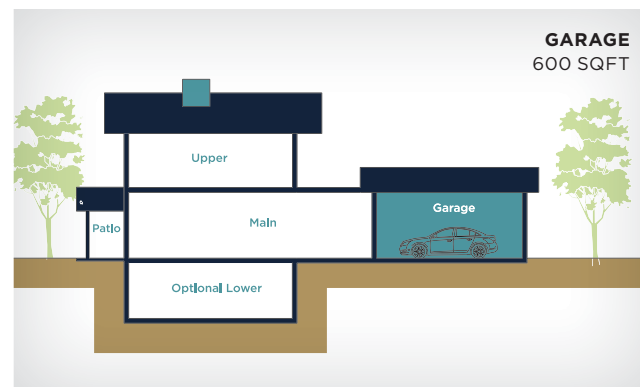 GARAGE
600 SQFT
Upper
Patio
Main
Garage
Optional Lower